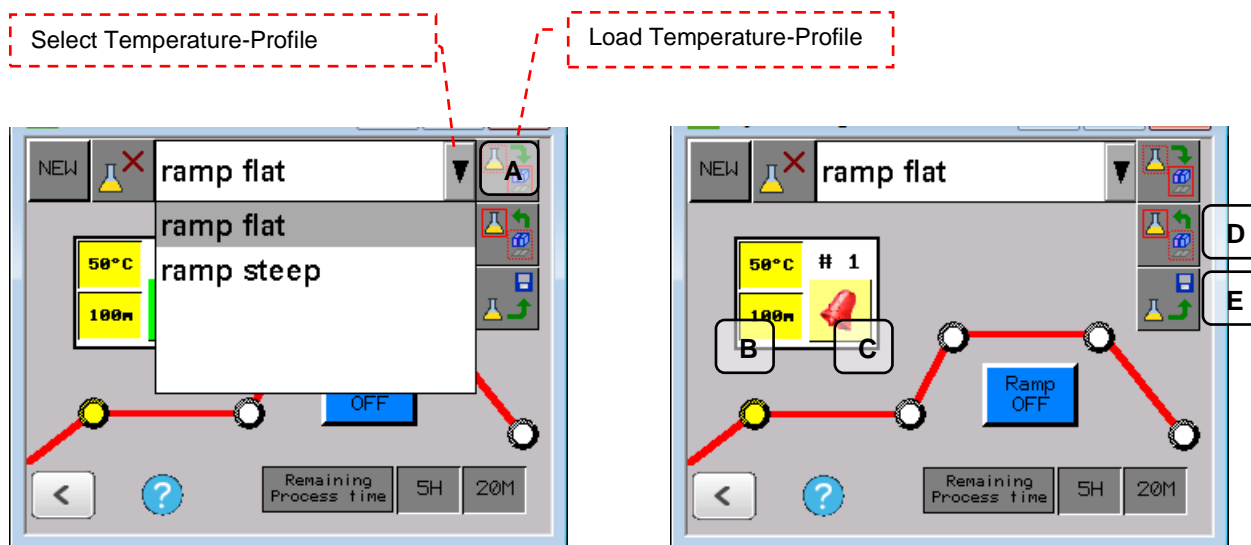 Select Temperature-Profile
Load Temperature-Profile
NEW
ramp flat
A
ramp flat
ramp steep
50°C
100m
OFF
Remaining
Process time
5H
20M
<
?
NEW
ramp flat
D
50°C
# 1
E
100m
B
C
Ramp
OFF
Remaining
Process time
5H
20M
<
?